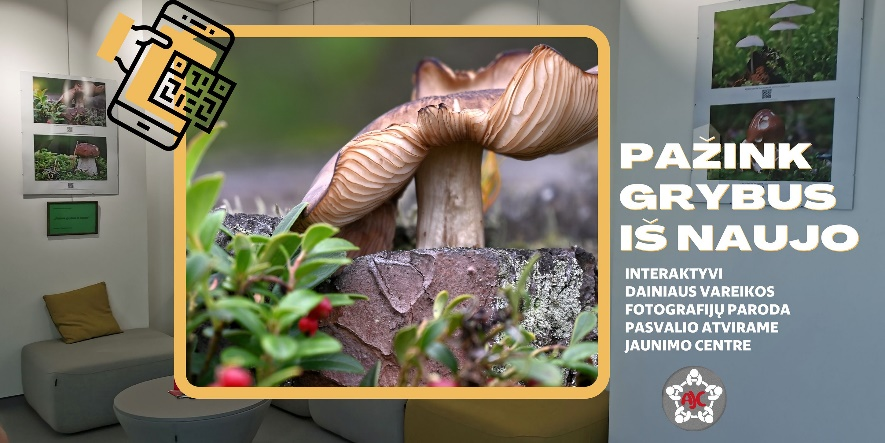 PAŽINK
GRYBUS
IŠ NAUJO
INTERAKTYVI
DAINIAUS VAREIKOS
FOTOGRAFIJŲ PARODA
PASVALIO ATVIRAME
JAUNIMO CENTRE
AJC